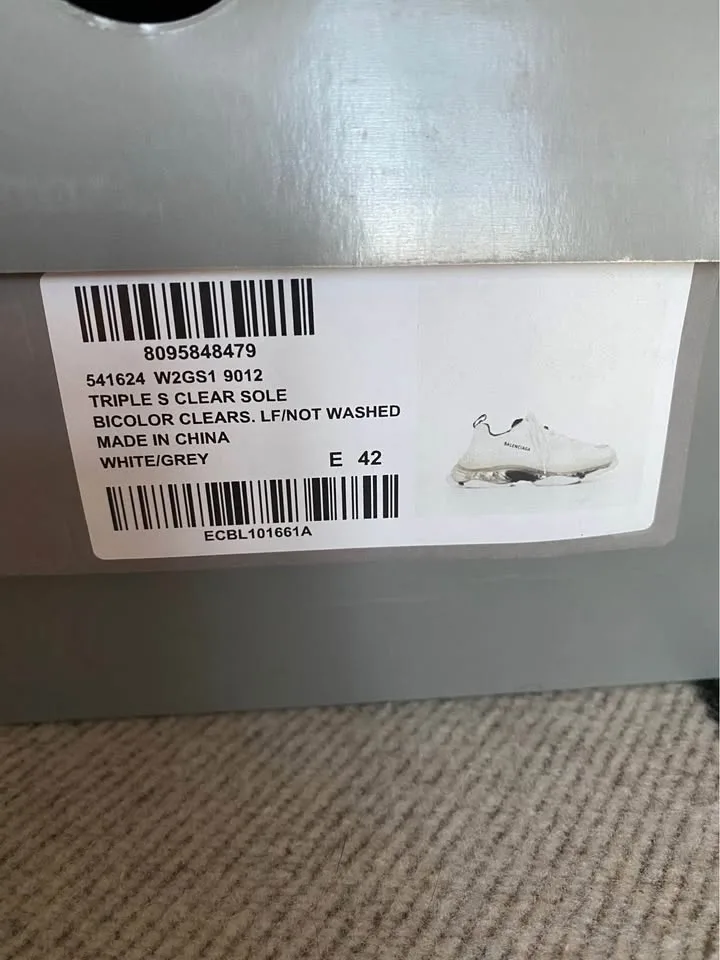 8095848479
541624 W2GS1 9012
TRIPLE S CLEAR SOLE
BICOLOR CLEARS. LF/NOT WASHED
MADE IN CHINA
WHITE/GREY E 42
ECBL101661A
BALENCIAGA